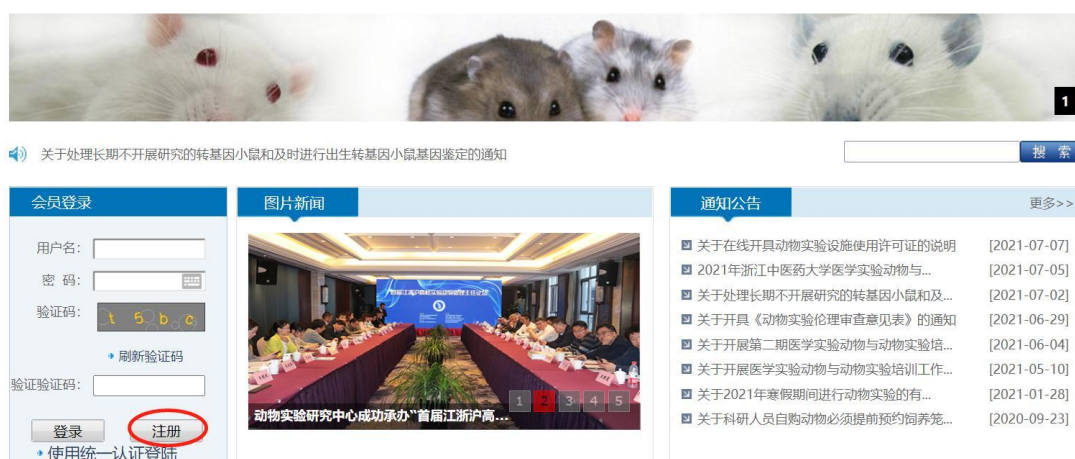 1
关于处理长期不开展研究的转基因小鼠和及时进行出生转基因小鼠基因鉴定的通知
搜 索
会员登录
用户名：
密 码：
验证码：
t 5 b c
刷新验证码
验证验证码：
登录 注册
使用统一认证登陆
图片新闻
1 2 3 4 5
动物实验研究中心成功承办“首届江浙沪高...
通知公告 更多>>
关于在线开具动物实验设施使用许可证的说明 [2021-07-07]
2021年浙江中医药大学医学实验动物与... [2021-07-05]
关于处理长期不开展研究的转基因小鼠和及... [2021-07-02]
关于开具《动物实验伦理审查意见表》的通知 [2021-06-29]
关于开展第二期医学实验动物与动物实验培... [2021-06-04]
关于开展医学实验动物与动物实验培训工作... [2021-05-10]
关于2021年寒假期间进行动物实验的有... [2021-01-28]
关于科研人员自购动物必须提前预约饲养笼... [2020-09-23]